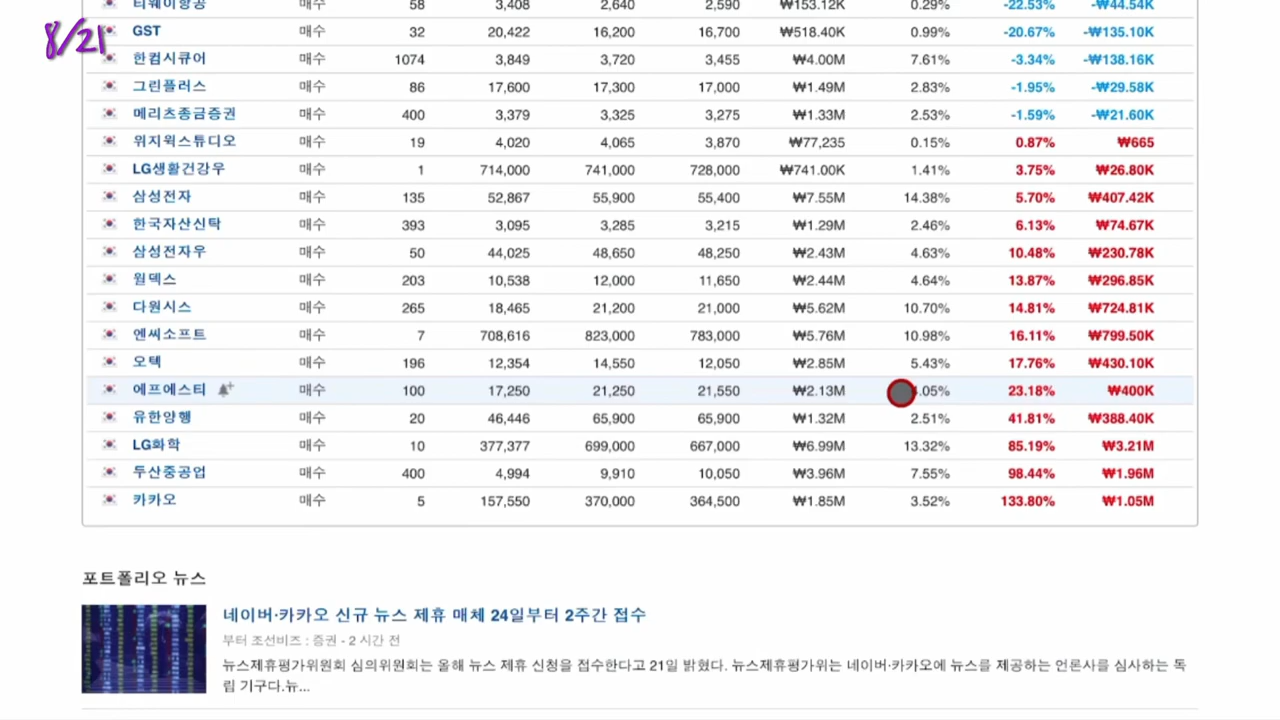 티웨이항공 매수 58 3,408 2,640 2,590 ₩153.12K 0.29% -22.53% -₩44.54K
8/21
GST 매수 32 20,422 16,200 16,700 ₩518.40K 0.99% -20.67% -₩135.10K
한컴시큐어 매수 1074 3,849 3,720 3,455 ₩4.00M 7.61% -3.34% -₩138.16K
그린플러스 매수 86 17,600 17,300 17,000 ₩1.49M 2.83% -1.95% -₩29.58K
메리츠종금증권 매수 400 3,379 3,325 3,275 ₩1.33M 2.53% -1.59% -₩21.60K
위지윅스튜디오 매수 19 4,020 4,065 3,870 ₩77,235 0.15% 0.87% ₩665
LG생활건강우 매수 1 714,000 741,000 728,000 ₩741.00K 1.41% 3.75% ₩26.80K
삼성전자 매수 135 52,867 55,900 55,400 ₩7.55M 14.38% 5.70% ₩407.42K
한국자산신탁 매수 393 3,095 3,285 3,215 ₩1.29M 2.46% 6.13% ₩74.67K
삼성전자우 매수 50 44,025 48,650 48,250 ₩2.43M 4.63% 10.48% ₩230.78K
월덱스 매수 203 10,538 12,000 11,650 ₩2.44M 4.64% 13.87% ₩296.85K
다원시스 매수 265 18,465 21,200 21,000 ₩5.62M 10.70% 14.81% ₩724.81K
엔씨소프트 매수 7 708,616 823,000 783,000 ₩5.76M 10.98% 16.11% ₩799.50K
오텍 매수 196 12,354 14,550 12,050 ₩2.85M 5.43% 17.76% ₩430.10K
에프에스티 매수 100 17,250 21,250 21,550 ₩2.13M .05% 23.18% ₩400K
유한양행 매수 20 46,446 65,900 65,900 ₩1.32M 2.51% 41.81% ₩388.40K
LG화학 매수 10 377,377 699,000 667,000 ₩6.99M 13.32% 85.19% ₩3.21M
두산중공업 매수 400 4,994 9,910 10,050 ₩3.96M 7.55% 98.44% ₩1.96M
카카오 매수 5 157,550 370,000 364,500 ₩1.85M 3.52% 133.80% ₩1.05M
포트폴리오 뉴스
네이버·카카오 신규 뉴스 제휴 매체 24일부터 2주간 접수
부터 조선비즈 : 증권 - 2 시간 전
뉴스제휴평가위원회 심의위원회는 올해 뉴스 제휴 신청을 접수한다고 21일 밝혔다. 뉴스제휴평가위는 네이버·카카오에 뉴스를 제공하는 언론사를 심사하는 독
립 기구다.뉴...